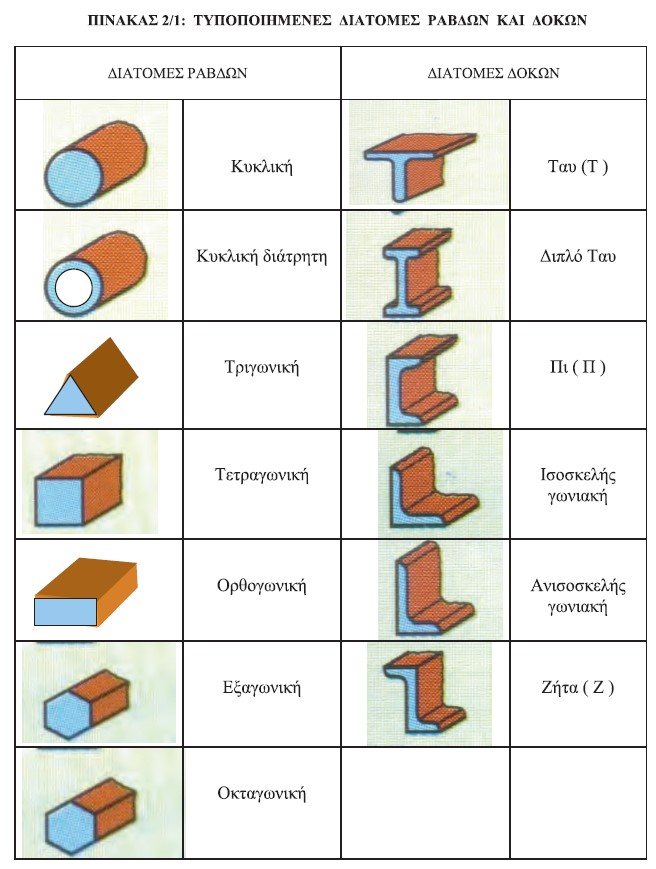 ΠΙΝΑΚΑΣ 2/1: ΤΥΠΟΠΟΙΗΜΕΝΕΣ ΔΙΑΤΟΜΕΣ ΡΑΒΔΩΝ ΚΑΙ ΔΟΚΩΝ
ΔΙΑΤΟΜΕΣ ΡΑΒΔΩΝ
ΔΙΑΤΟΜΕΣ ΔΟΚΩΝ
Κυκλική
Ταυ (Τ )
Κυκλική διάτρητη
Διπλό Ταυ
Τριγωνική
Πι ( Π )
Τετραγωνική
Ισοσκελής
γωνιακή
Ορθογωνική
Ανισοσκελής
γωνιακή
Εξαγωνική
Ζήτα ( Ζ )
Οκταγωνική